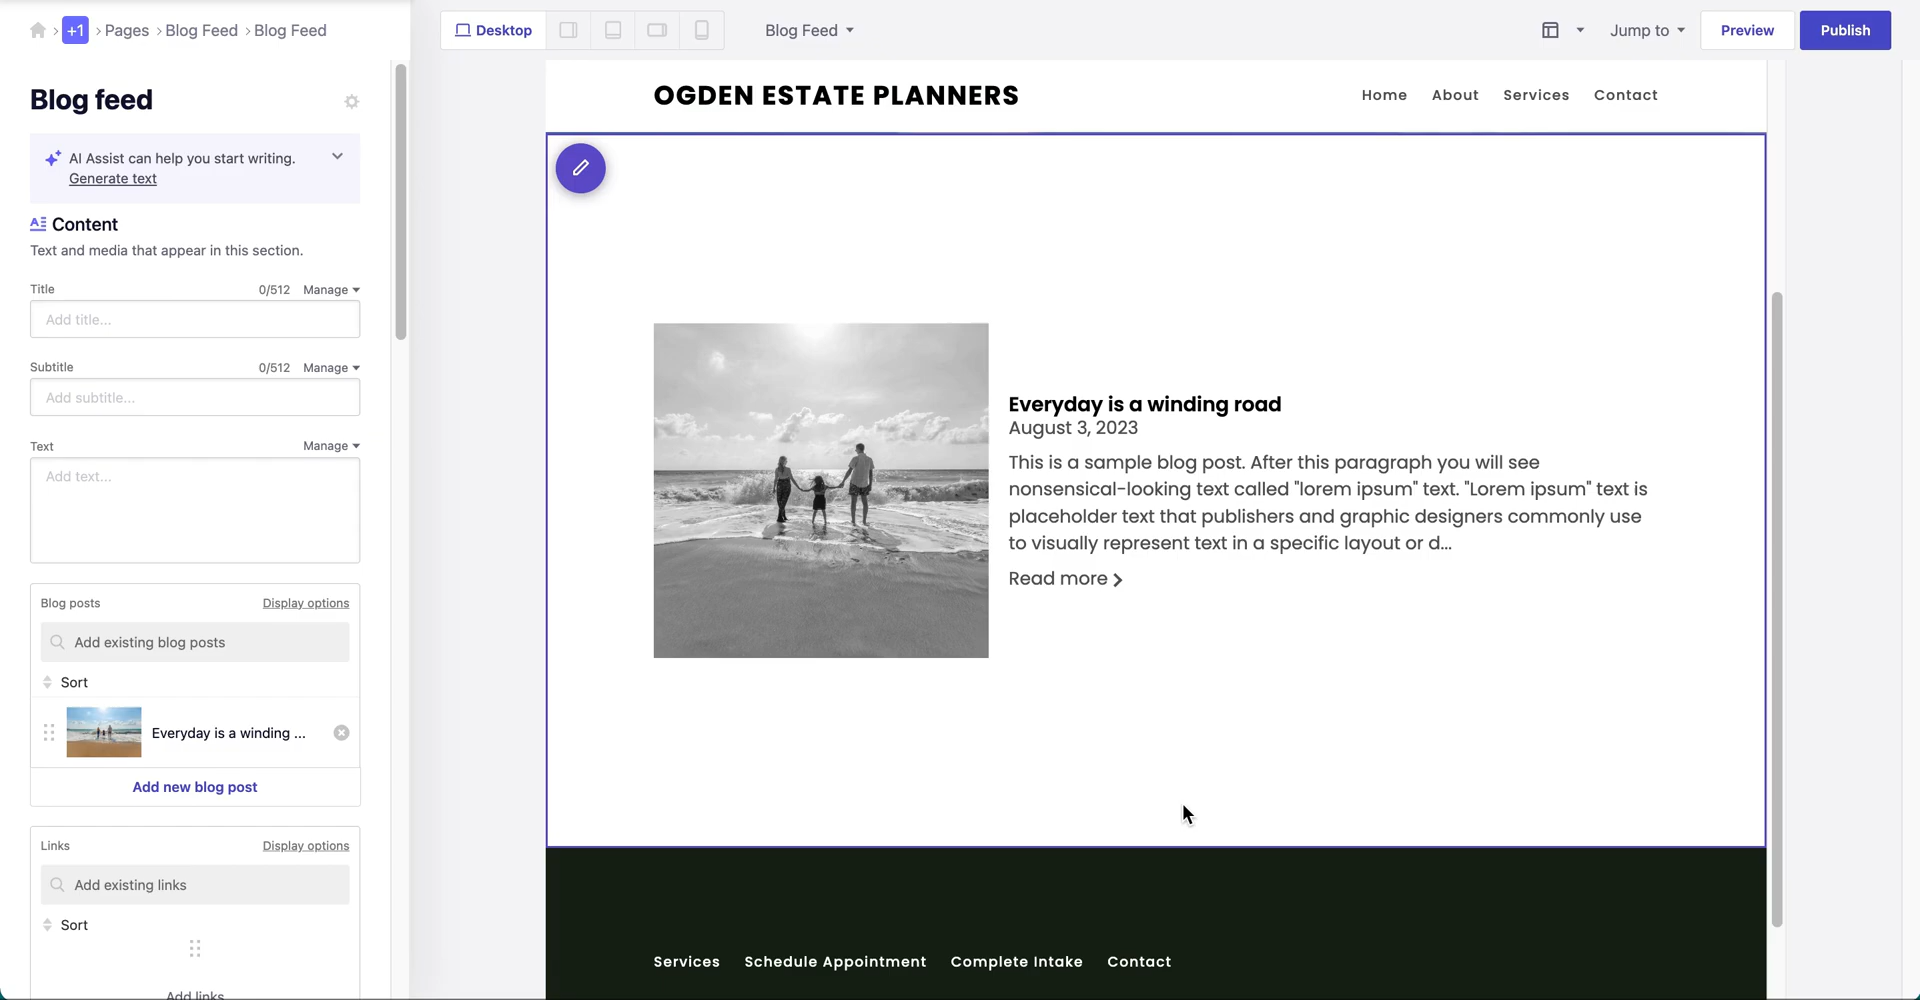 +1 Pages Blog Feed Blog Feed
Blog feed
AI Assist can help you start writing.
Generate text
Content
Text and media that appear in this section.
Title 0/512 Manage
Add title...
Subtitle 0/512 Manage
Add subtitle...
Text Manage
Add text...
Blog posts Display options
Add existing blog posts
Sort
Everyday is a winding ...
Add new blog post
Links Display options
Add existing links
Sort
Add links
Desktop Blog Feed Jump to Preview Publish
OGDEN ESTATE PLANNERS Home About Services Contact
Everyday is a winding road
August 3, 2023
This is a sample blog post. After this paragraph you will see
nonsensical-looking text called "lorem ipsum" text. "Lorem ipsum" text is
placeholder text that publishers and graphic designers commonly use
to visually represent text in a specific layout or d...
Read more
Services Schedule Appointment Complete Intake Contact